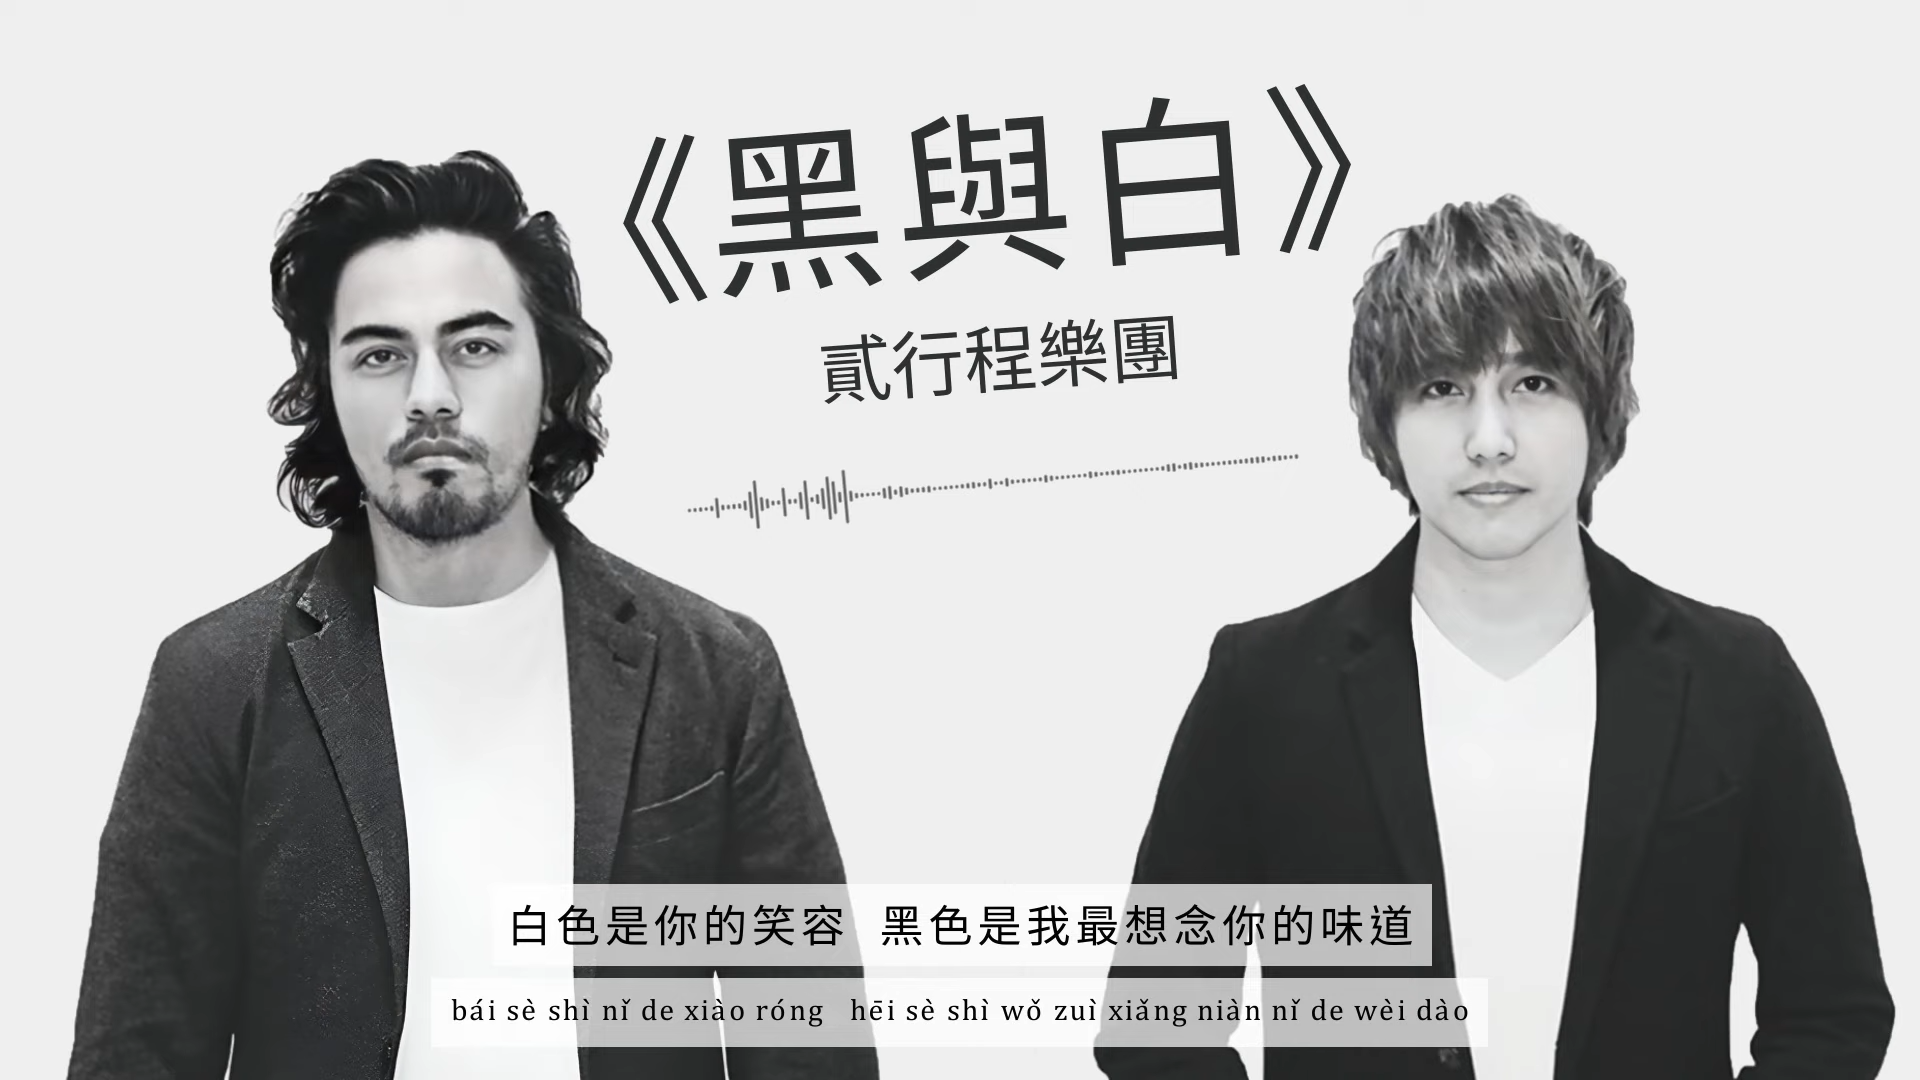 《黑與白》
貳行程樂團
白色是你的笑容 黑色是我最想念你的味道
bái sè shì nǐ de xiào róng hēi sè shì wǒ zuì xiǎng niàn nǐ de wèi dào